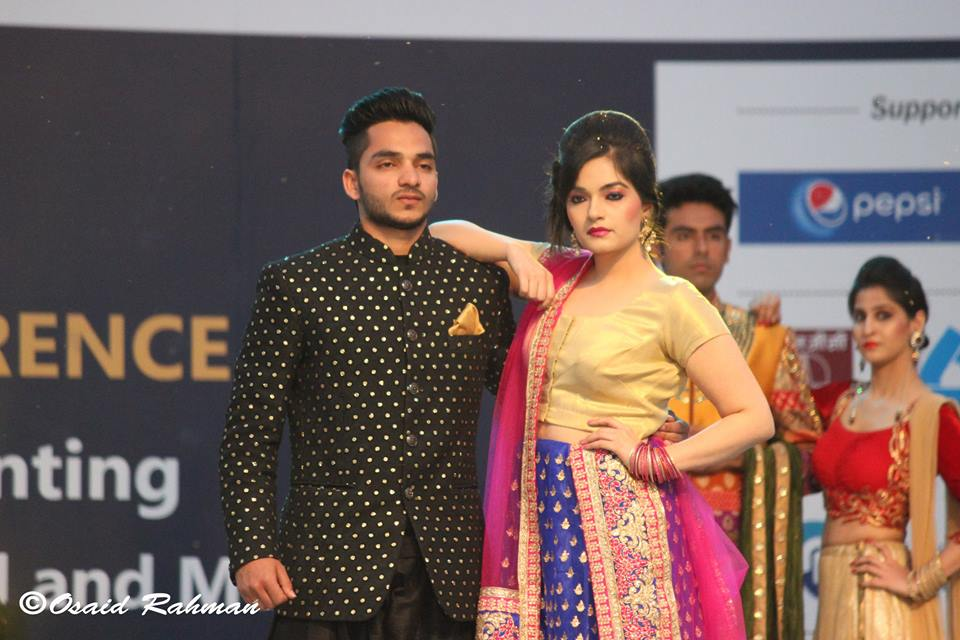 Suppor
pepsi
RENCE
nting
l and M
©Osaid Rahman